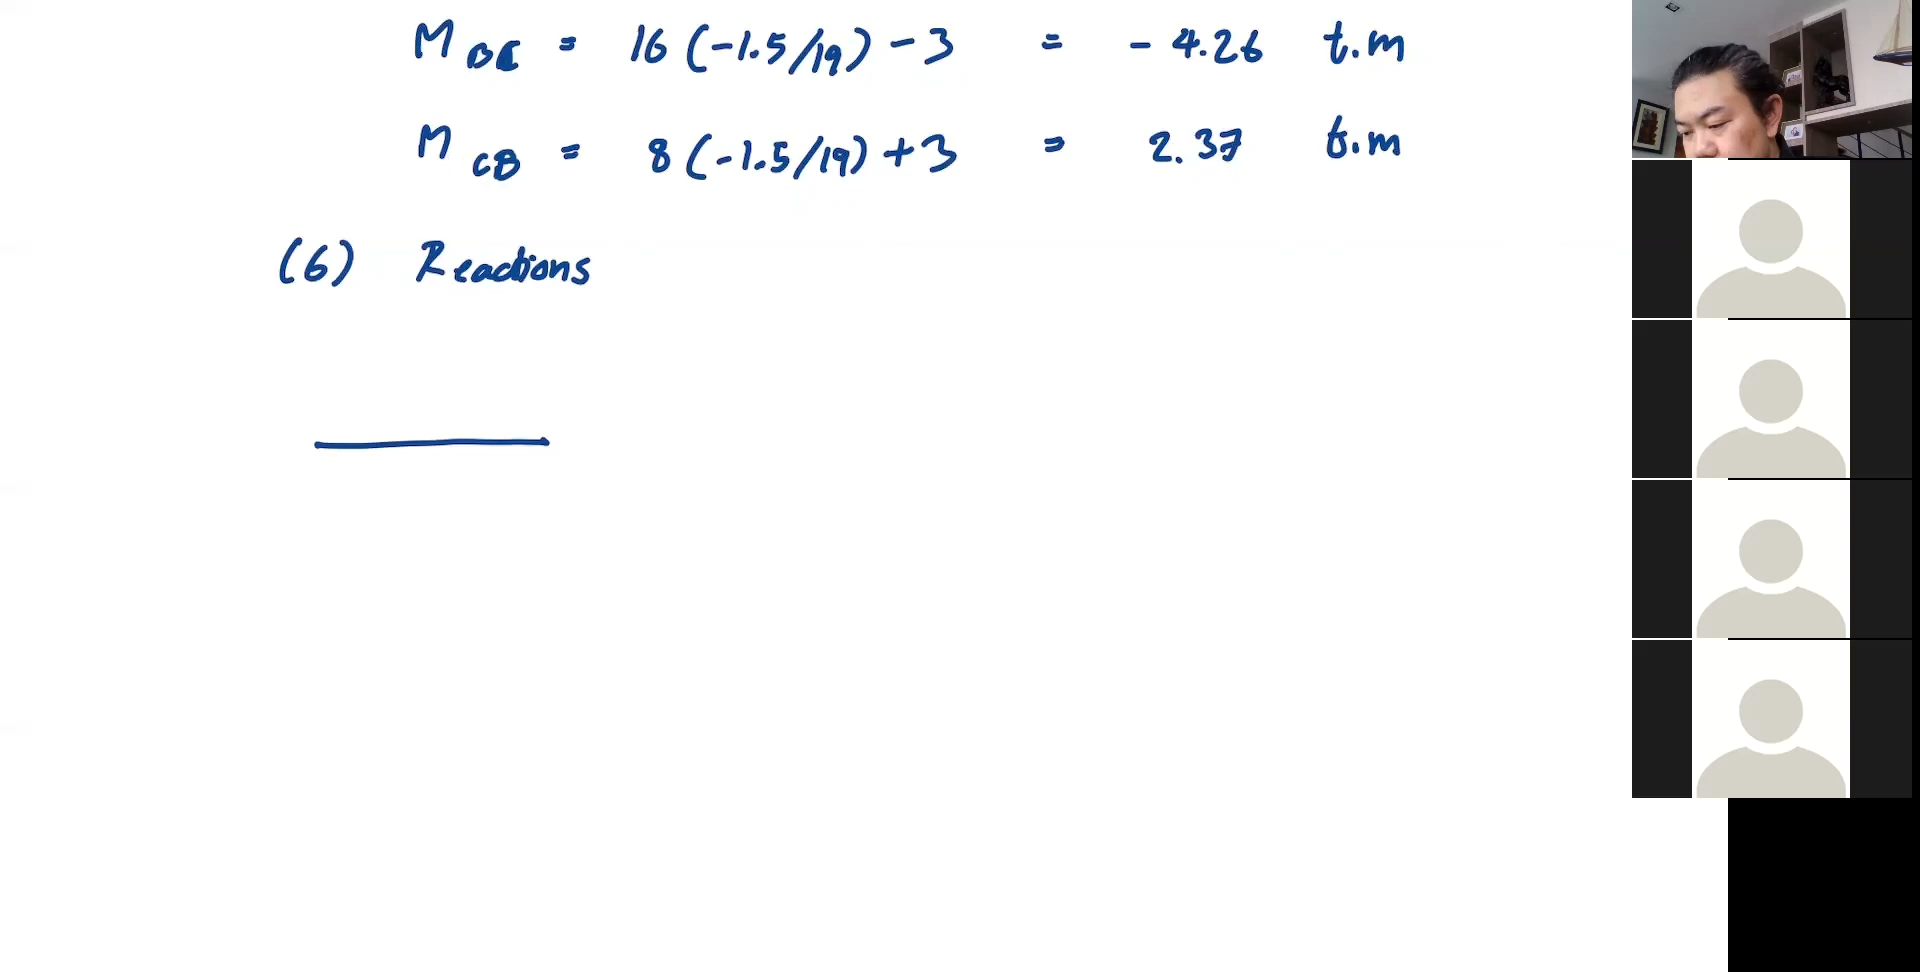 M BC = 16 (-1.5/19) - 3 = - 4.26 t.m
M CB = 8 (-1.5/19) + 3 = 2.37 t.m
(6) Reactions